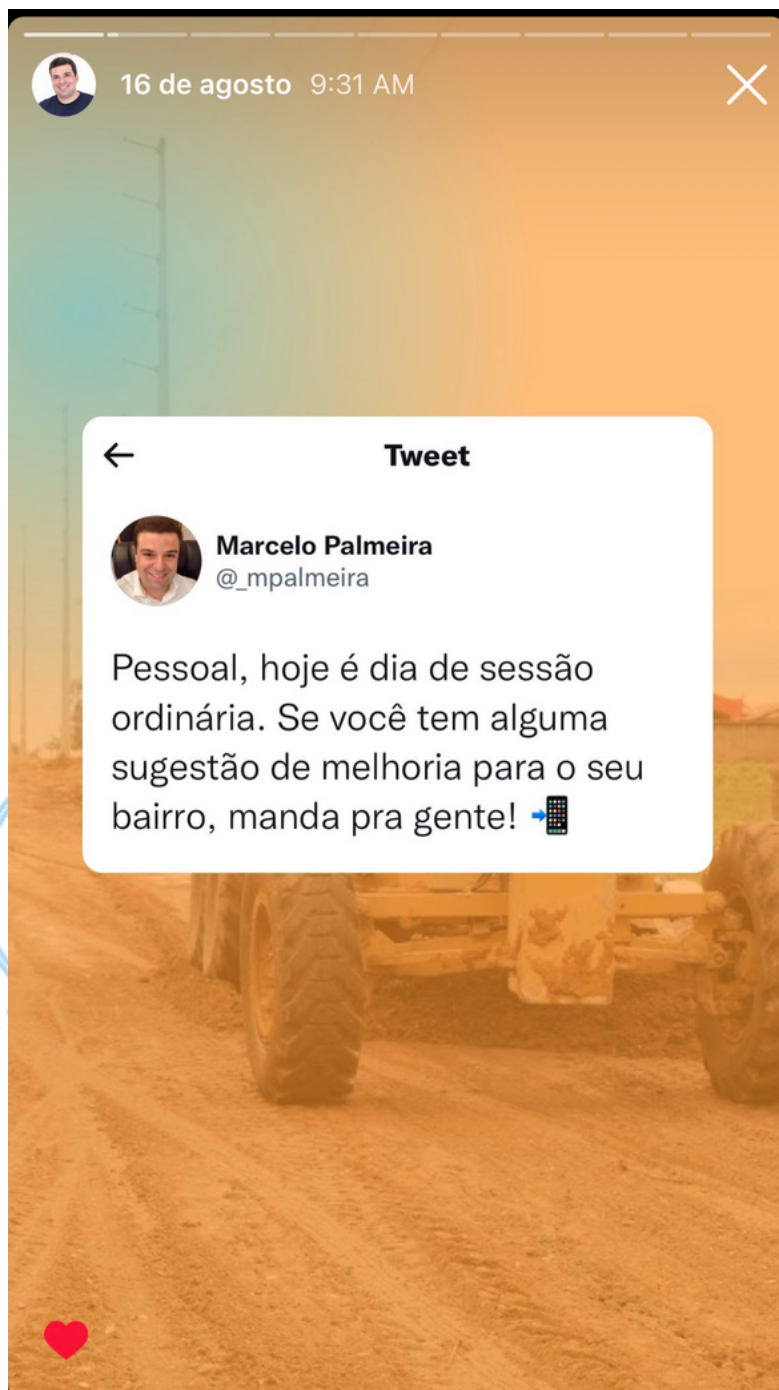 16 de agosto 9:31 AM
Tweet
Marcelo Palmeira
@_mpalmeira
Pessoal, hoje é dia de sessão
ordinária. Se você tem alguma
sugestão de melhoria para o seu
bairro, manda pra gente! 📲